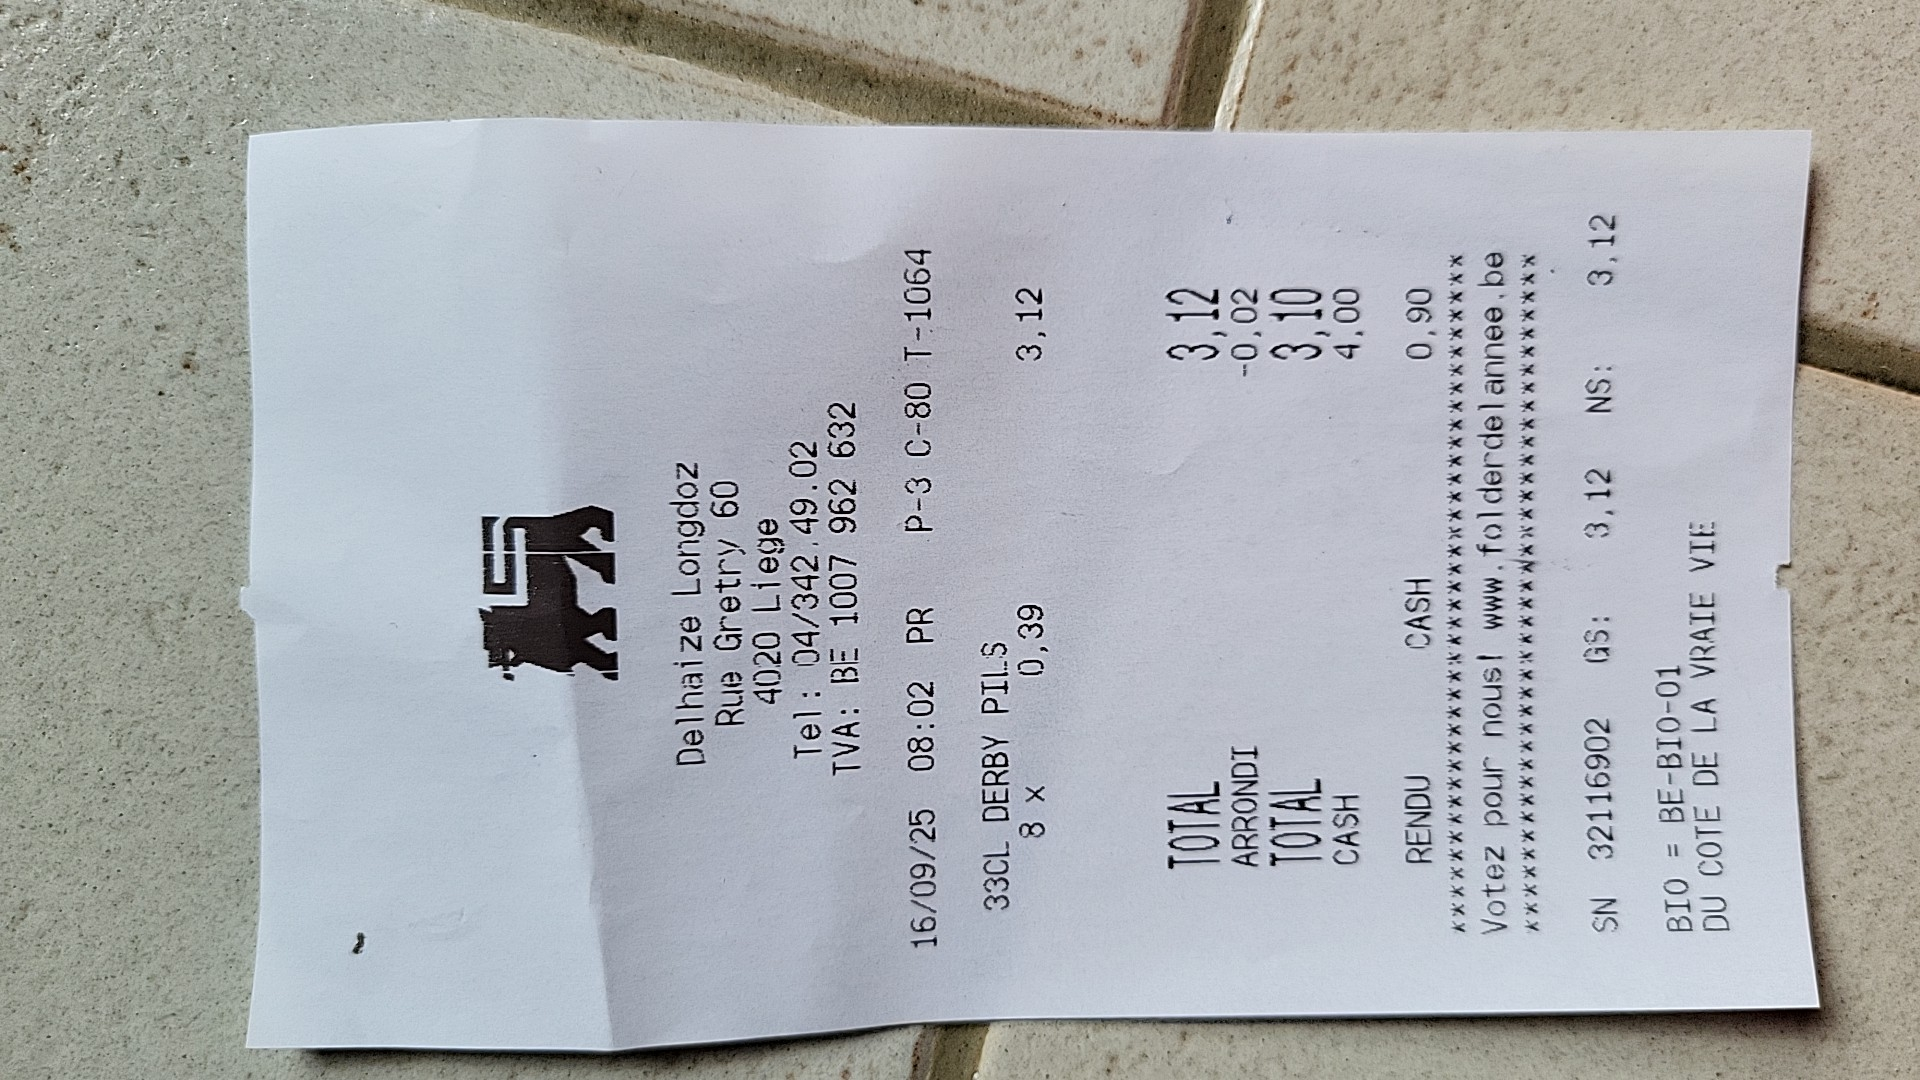 Delhaize Longdoz
Rue Gretry 60
4020 Liege
Tel: 04/342.49.02
TVA: BE 1007 962 632
16/09/25 08:02 PR P-3 C-80 T-1064
33CL DERBY PILS
8 x 0,39 3,12
TOTAL 3,12
ARRONDI -0,02
TOTAL 3,10
CASH 4,00
RENDU CASH 0,90
****************************************
Votez pour nous! www.folderdelannee.be
****************************************
SN 32116902 GS: 3,12 NS: 3,12
BIO = BE-BIO-01
DU COTE DE LA VRAIE VIE